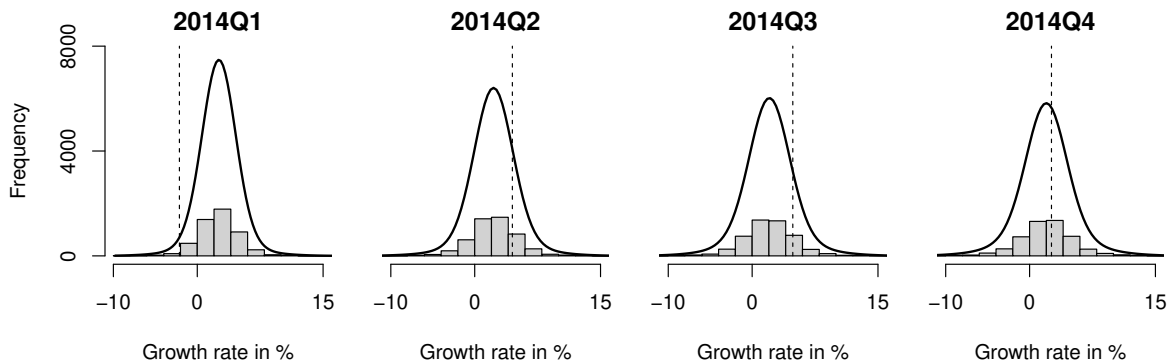 2014Q1 2014Q2 2014Q3 2014Q4
8000
4000
0
Frequency
−10 0 15 −10 0 15 −10 0 15 −10 0 15
Growth rate in % Growth rate in % Growth rate in % Growth rate in %